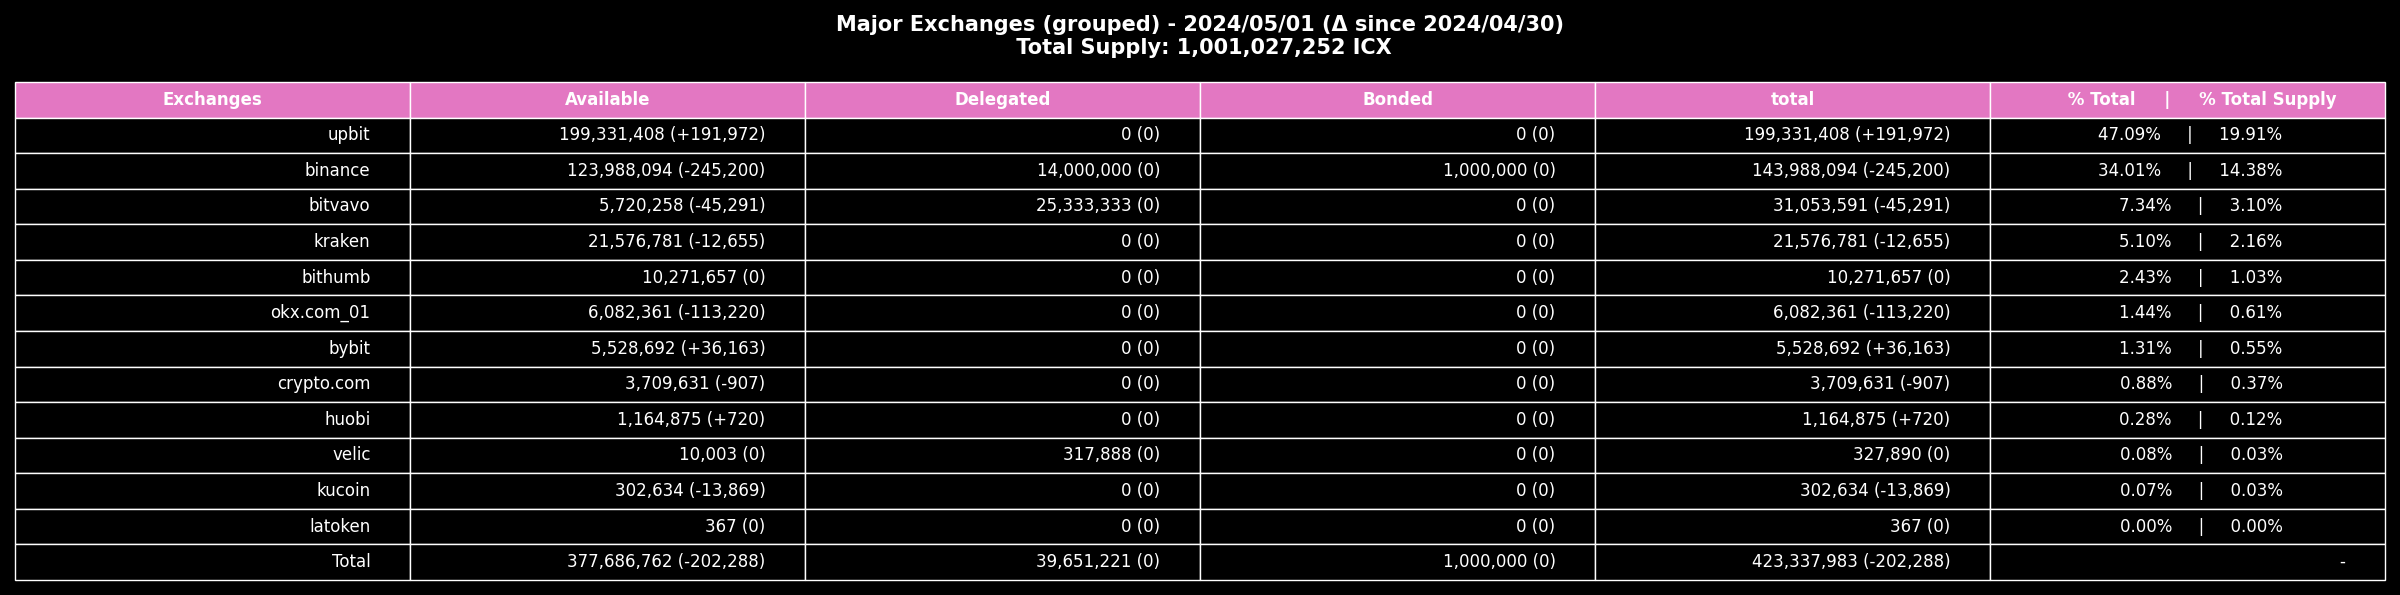 Major Exchanges (grouped) - 2024/05/01 (Δ since 2024/04/30)
Total Supply: 1,001,027,252 ICX
Exchanges Available Delegated Bonded total % Total | % Total Supply
upbit 199,331,408 (+191,972) 0 (0) 0 (0) 199,331,408 (+191,972) 47.09% | 19.91%
binance 123,988,094 (-245,200) 14,000,000 (0) 1,000,000 (0) 143,988,094 (-245,200) 34.01% | 14.38%
bitvavo 5,720,258 (-45,291) 25,333,333 (0) 0 (0) 31,053,591 (-45,291) 7.34% | 3.10%
kraken 21,576,781 (-12,655) 0 (0) 0 (0) 21,576,781 (-12,655) 5.10% | 2.16%
bithumb 10,271,657 (0) 0 (0) 0 (0) 10,271,657 (0) 2.43% | 1.03%
okx.com_01 6,082,361 (-113,220) 0 (0) 0 (0) 6,082,361 (-113,220) 1.44% | 0.61%
bybit 5,528,692 (+36,163) 0 (0) 0 (0) 5,528,692 (+36,163) 1.31% | 0.55%
crypto.com 3,709,631 (-907) 0 (0) 0 (0) 3,709,631 (-907) 0.88% | 0.37%
huobi 1,164,875 (+720) 0 (0) 0 (0) 1,164,875 (+720) 0.28% | 0.12%
velic 10,003 (0) 317,888 (0) 0 (0) 327,890 (0) 0.08% | 0.03%
kucoin 302,634 (-13,869) 0 (0) 0 (0) 302,634 (-13,869) 0.07% | 0.03%
latoken 367 (0) 0 (0) 0 (0) 367 (0) 0.00% | 0.00%
Total 377,686,762 (-202,288) 39,651,221 (0) 1,000,000 (0) 423,337,983 (-202,288) -